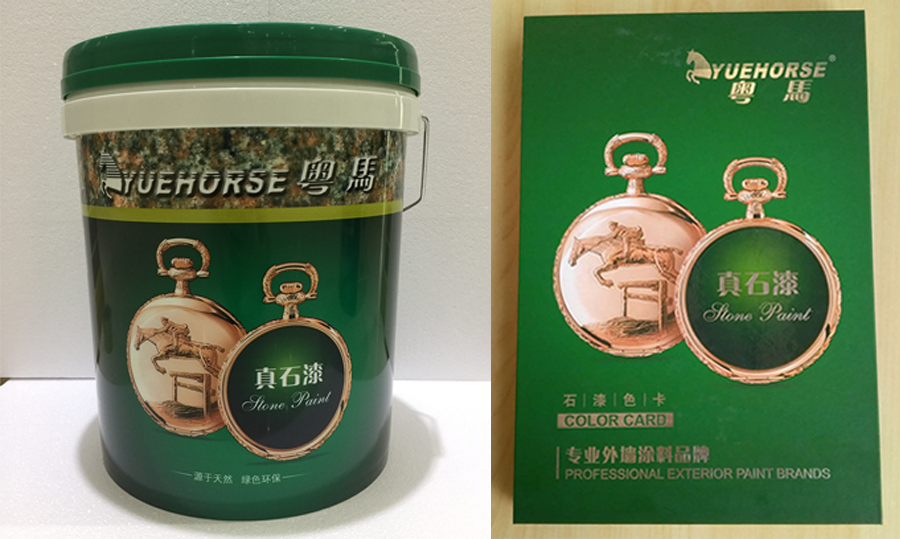 YUEHORSE 粤馬
真石漆
Stone Paint
源于天然 绿色环保
YUEHORSE®
粤馬
真石漆
Stone Paint
石|漆|色|卡
COLOR CARD
专业外墙涂料品牌
PROFESSIONAL EXTERIOR PAINT BRANDS